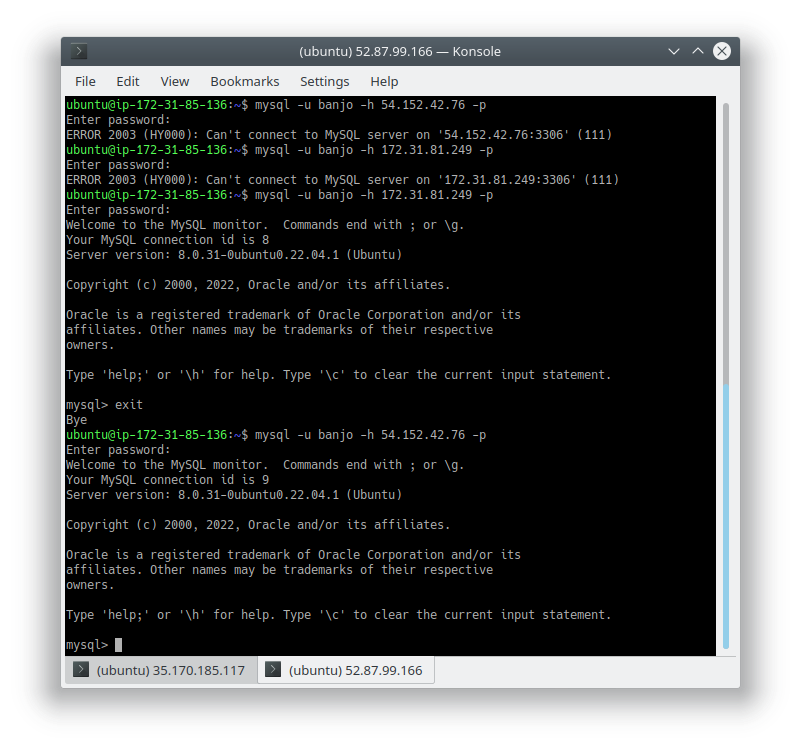 (ubuntu) 52.87.99.166 — Konsole
File Edit View Bookmarks Settings Help
ubuntu@ip-172-31-85-136:~$ mysql -u banjo -h 54.152.42.76 -p
Enter password:
ERROR 2003 (HY000): Can't connect to MySQL server on '54.152.42.76:3306' (111)
ubuntu@ip-172-31-85-136:~$ mysql -u banjo -h 172.31.81.249 -p
Enter password:
ERROR 2003 (HY000): Can't connect to MySQL server on '172.31.81.249:3306' (111)
ubuntu@ip-172-31-85-136:~$ mysql -u banjo -h 172.31.81.249 -p
Enter password:
Welcome to the MySQL monitor.  Commands end with ; or \g.
Your MySQL connection id is 8
Server version: 8.0.31-0ubuntu0.22.04.1 (Ubuntu)
Copyright (c) 2000, 2022, Oracle and/or its affiliates.
Oracle is a registered trademark of Oracle Corporation and/or its
affiliates. Other names may be trademarks of their respective
owners.
Type 'help;' or '\h' for help. Type '\c' to clear the current input statement.
mysql> exit
Bye
ubuntu@ip-172-31-85-136:~$ mysql -u banjo -h 54.152.42.76 -p
Enter password:
Welcome to the MySQL monitor.  Commands end with ; or \g.
Your MySQL connection id is 9
Server version: 8.0.31-0ubuntu0.22.04.1 (Ubuntu)
Copyright (c) 2000, 2022, Oracle and/or its affiliates.
Oracle is a registered trademark of Oracle Corporation and/or its
affiliates. Other names may be trademarks of their respective
owners.
Type 'help;' or '\h' for help. Type '\c' to clear the current input statement.
mysql>
(ubuntu) 35.170.185.117 (ubuntu) 52.87.99.166